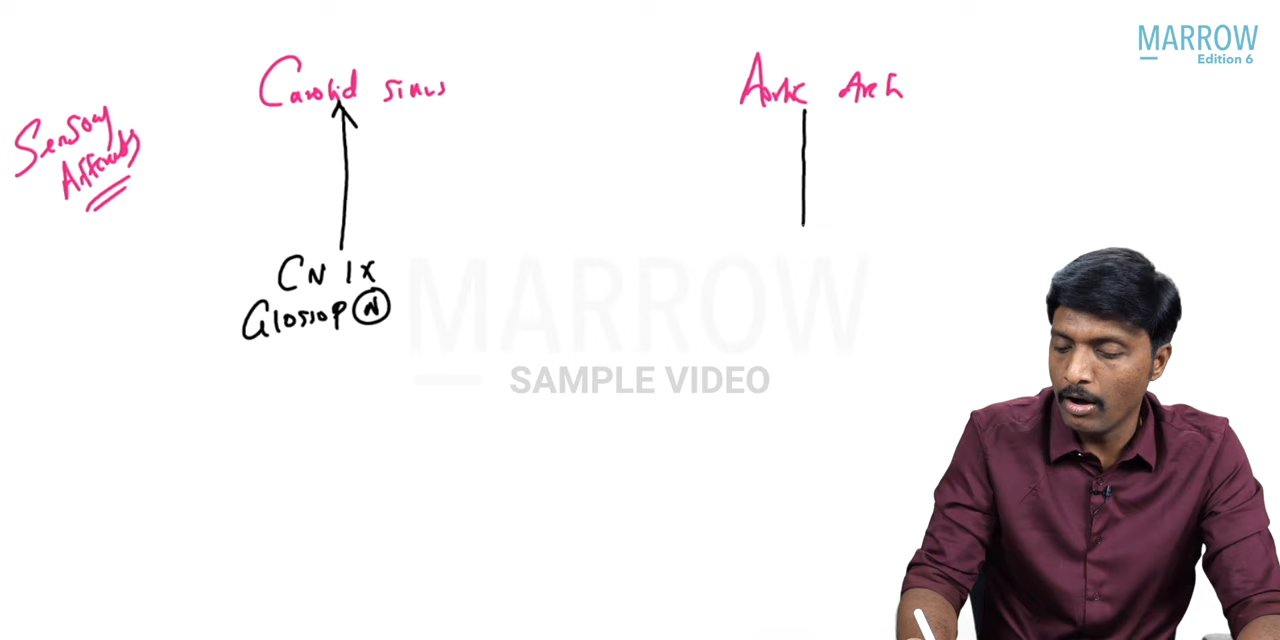 MARROW
Edition 6
Carotid sinus
Aortic Arch
Sensory
Afferents
CN IX
Glossop N
MARROW
SAMPLE VIDEO